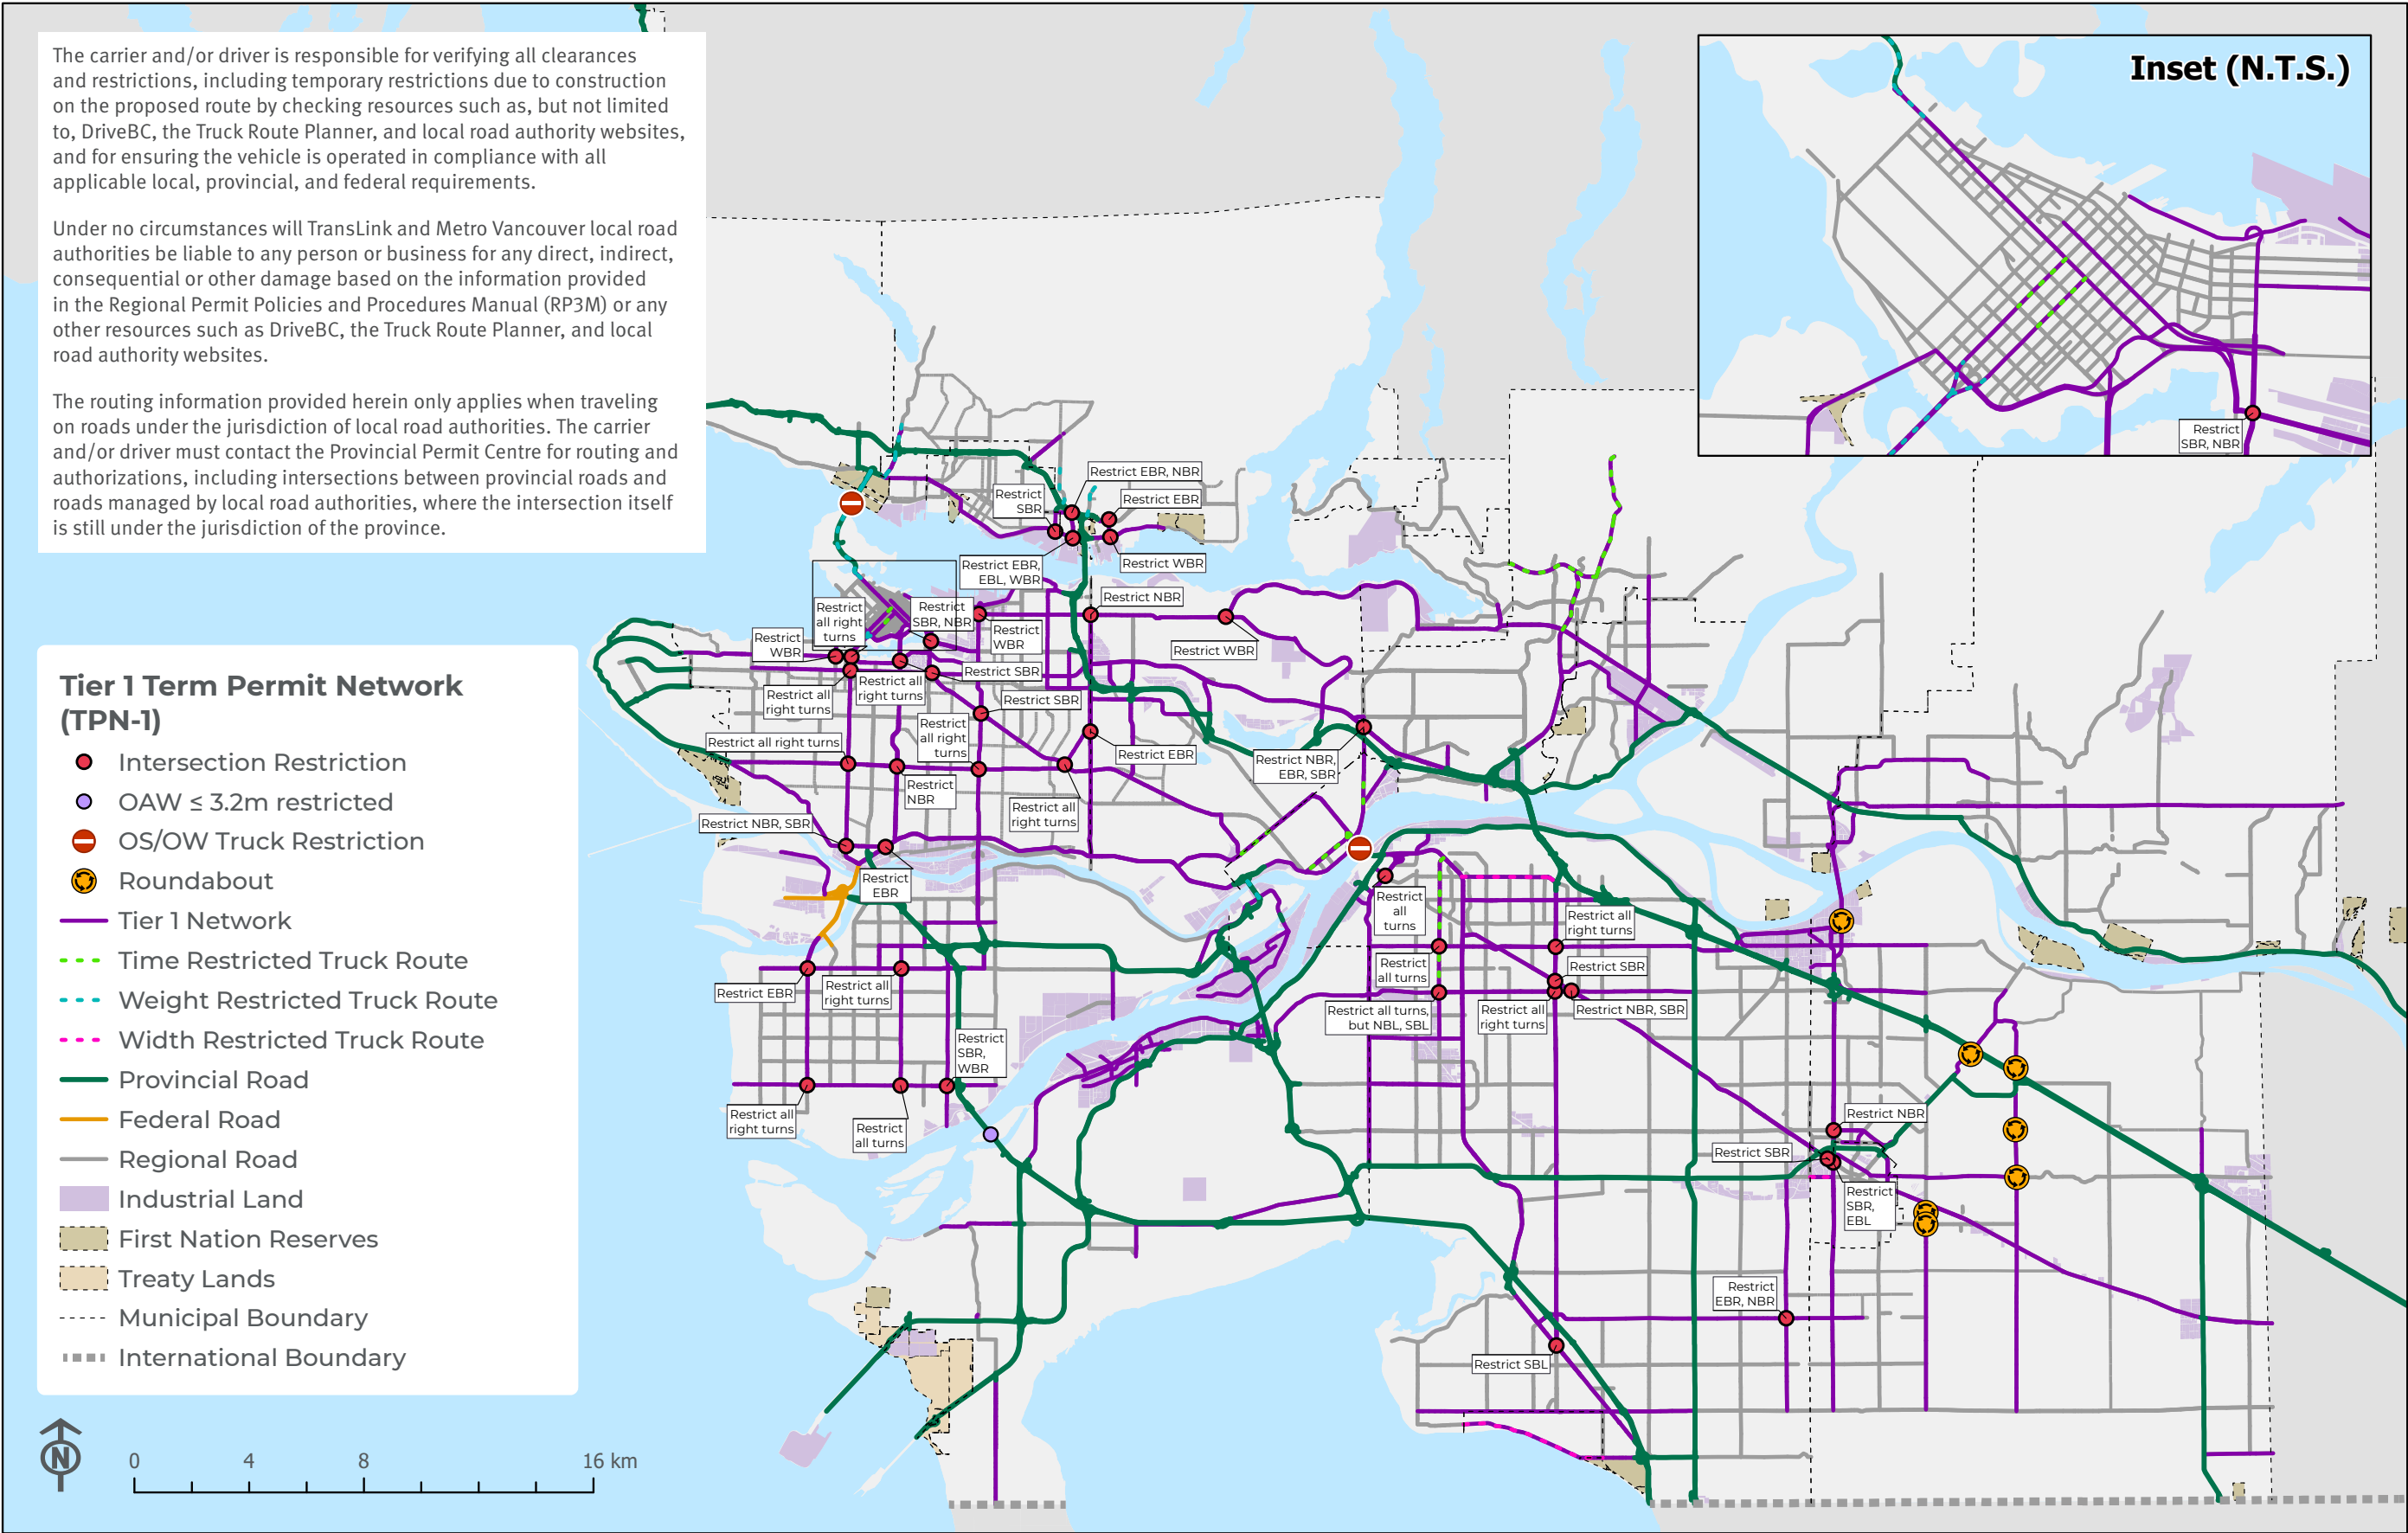 The carrier and/or driver is responsible for verifying all clearances
and restrictions, including temporary restrictions due to construction
on the proposed route by checking resources such as, but not limited
to, DriveBC, the Truck Route Planner, and local road authority websites,
and for ensuring the vehicle is operated in compliance with all
applicable local, provincial, and federal requirements.
Under no circumstances will TransLink and Metro Vancouver local road
authorities be liable to any person or business for any direct, indirect,
consequential or other damage based on the information provided
in the Regional Permit Policies and Procedures Manual (RP3M) or any
other resources such as DriveBC, the Truck Route Planner, and local
road authority websites.
The routing information provided herein only applies when traveling
on roads under the jurisdiction of local road authorities. The carrier
and/or driver must contact the Provincial Permit Centre for routing and
authorizations, including intersections between provincial roads and
roads managed by local road authorities, where the intersection itself
is still under the jurisdiction of the province.
Inset (N.T.S.)
Restrict
SBR, NBR
Restrict EBR, NBR
Restrict
SBR
Restrict EBR
Restrict WBR
Restrict EBR,
EBL, WBR
Restrict NBR
Restrict
all right
turns
Restrict
SBR, NBR
Restrict
WBR
Restrict
WBR
Restrict WBR
Restrict SBR
Restrict all
right turns
Restrict all
right turns
Restrict SBR
Restrict
all right
turns
Restrict all right turns
Restrict EBR
Restrict NBR,
EBR, SBR
Restrict
NBR
Restrict all
right turns
Restrict NBR, SBR
Restrict
EBR
Restrict
all
turns
Restrict all
right turns
Restrict
all turns
Restrict SBR
Restrict EBR
Restrict all
right turns
Restrict all turns,
but NBL, SBL
Restrict all
right turns
Restrict NBR, SBR
Restrict
SBR,
WBR
Restrict all
right turns
Restrict
all turns
Restrict NBR
Restrict SBR
Restrict
SBR,
EBL
Restrict
EBR, NBR
Restrict SBL
Tier 1 Term Permit Network
(TPN-1)
Intersection Restriction
OAW ≤ 3.2m restricted
OS/OW Truck Restriction
Roundabout
Tier 1 Network
Time Restricted Truck Route
Weight Restricted Truck Route
Width Restricted Truck Route
Provincial Road
Federal Road
Regional Road
Industrial Land
First Nation Reserves
Treaty Lands
Municipal Boundary
International Boundary
N
0 4 8 16 km